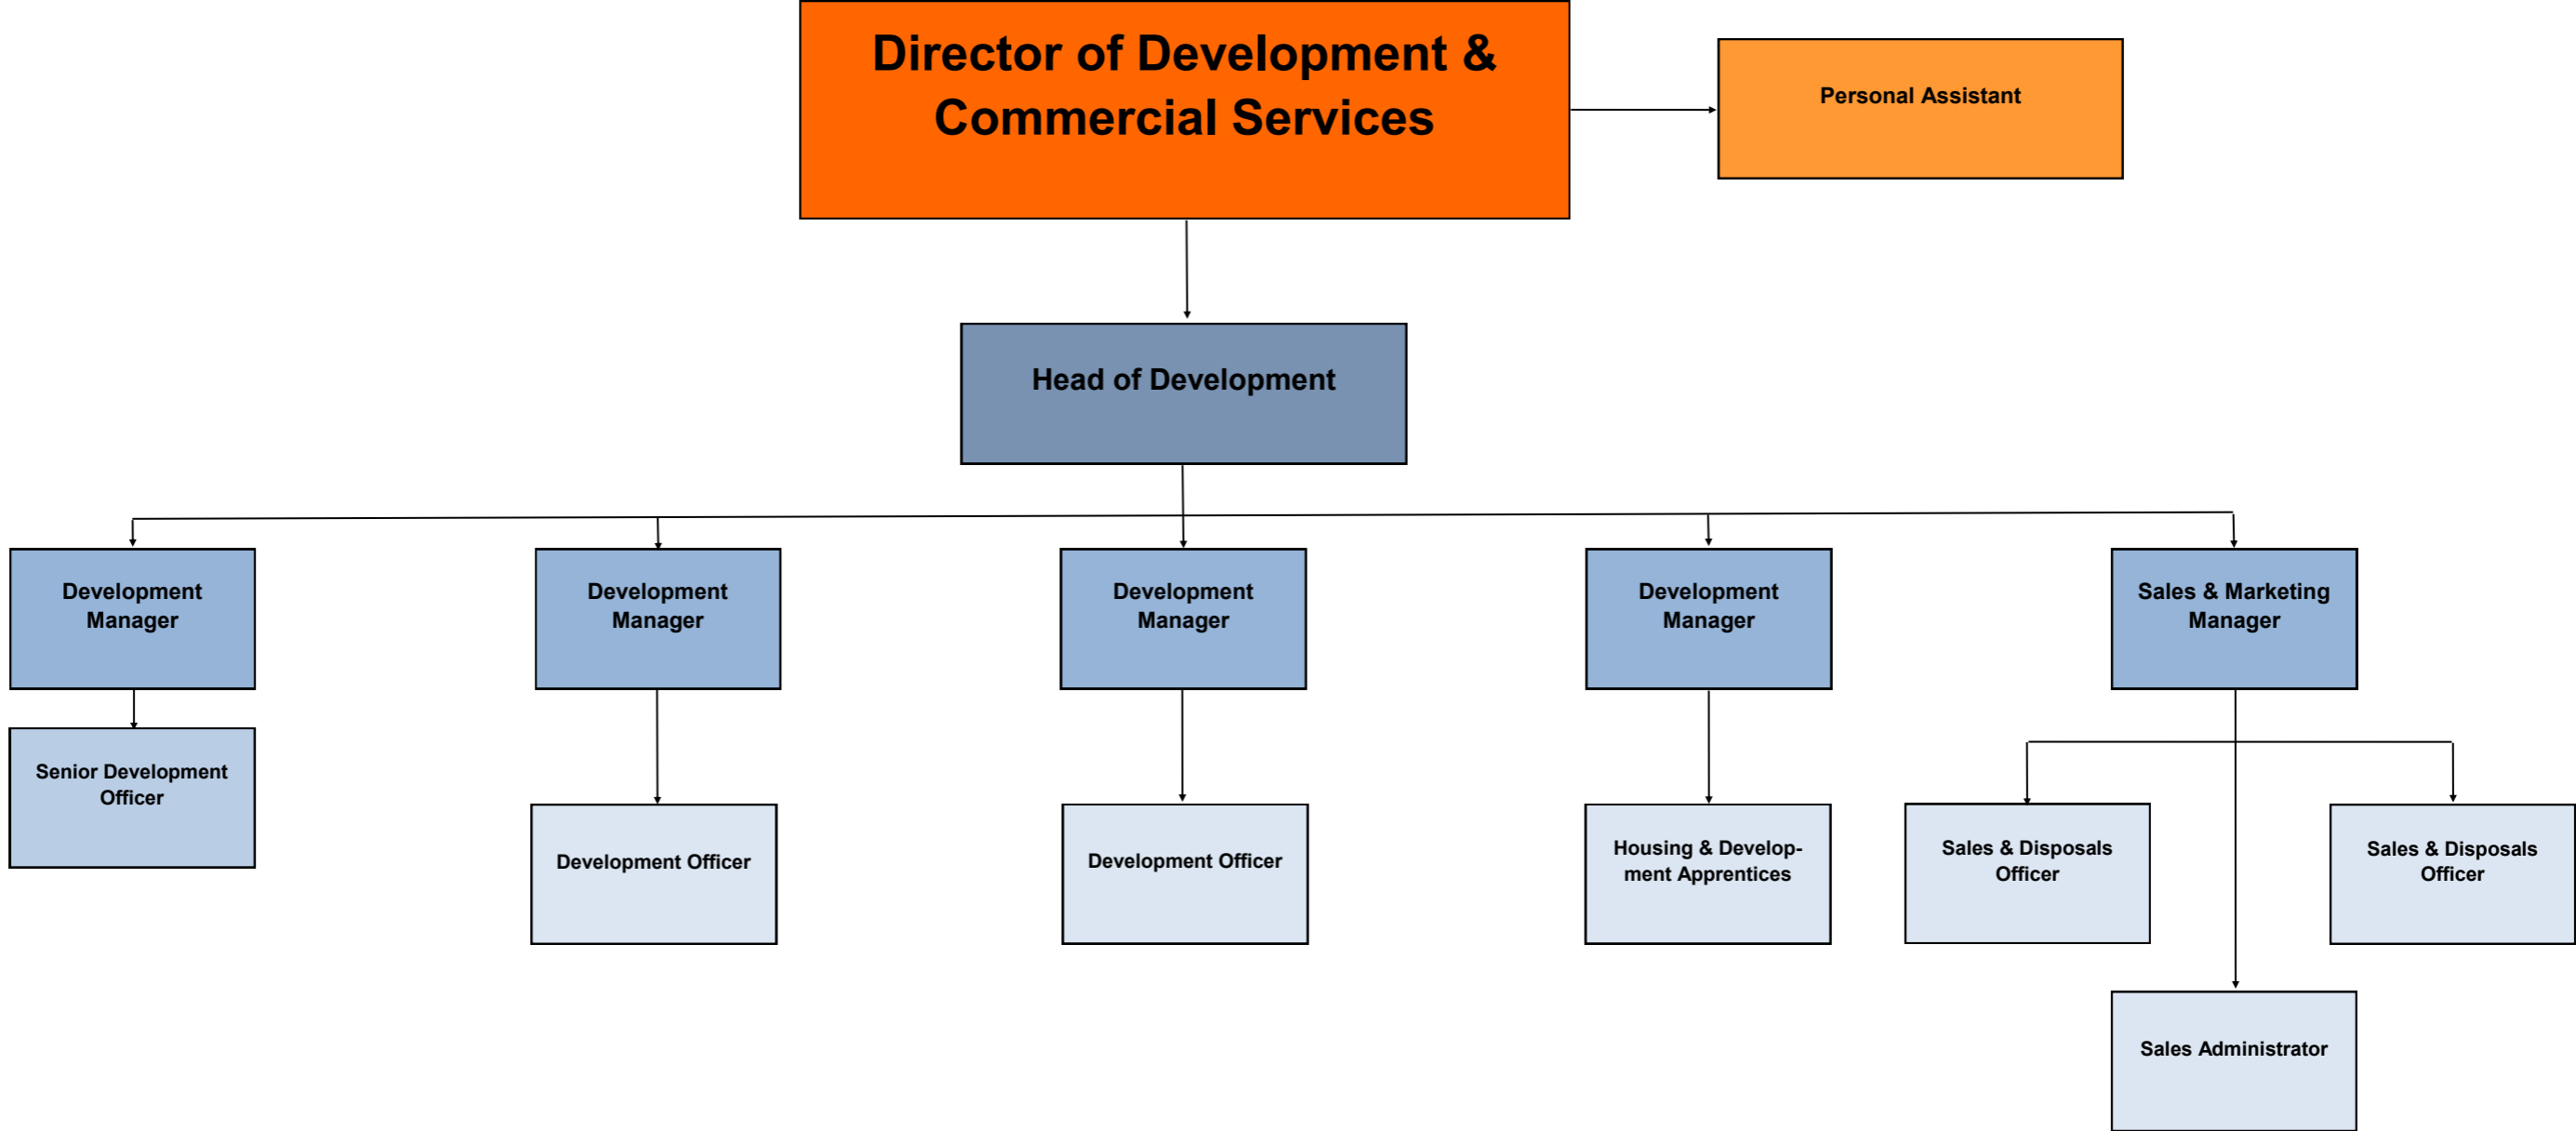 Director of Development &
Commercial Services
Personal Assistant
Head of Development
Development
Manager
Development
Manager
Development
Manager
Development
Manager
Sales & Marketing
Manager
Senior Development
Officer
Development Officer
Development Officer
Housing & Develop-
ment Apprentices
Sales & Disposals
Officer
Sales & Disposals
Officer
Sales Administrator